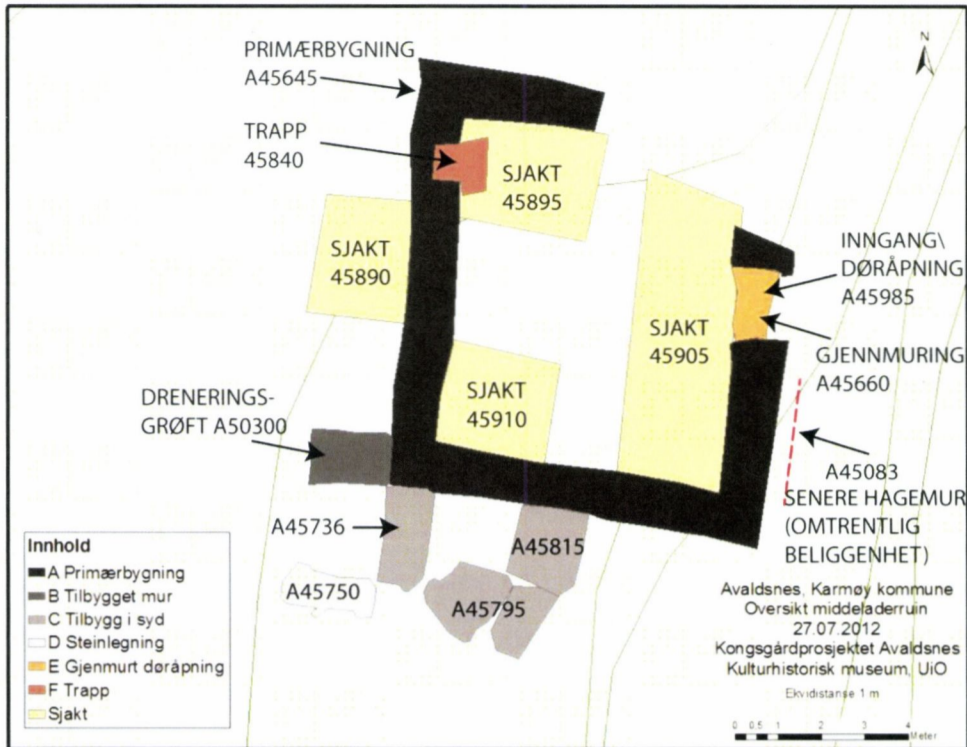 PRIMÆRBYGNING
A45645
N
TRAPP
45840
SJAKT
45895
SJAKT
45890
INNGANG\
DØRÅPNING
A45985
SJAKT
45905
GJENNMURING
A45660
SJAKT
45910
DRENERINGS-
GRØFT A50300
A45083
SENERE HAGEMUR
(OMTRENTLIG
BELIGGENHET)
A45736
A45815
A45750
A45795
Innhold
A Primærbygning
B Tilbygget mur
C Tilbygg i syd
D Steinlegning
E Gjenmurt døråpning
F Trapp
Sjakt
Avaldsnes, Karmøy kommune
Oversikt middeladerruin
27.07.2012
Kongsgårdprosjektet Avaldsnes
Kulturhistorisk museum, UiO
Ekvidistanse 1 m
0 0,5 1 2 3 4
Meter